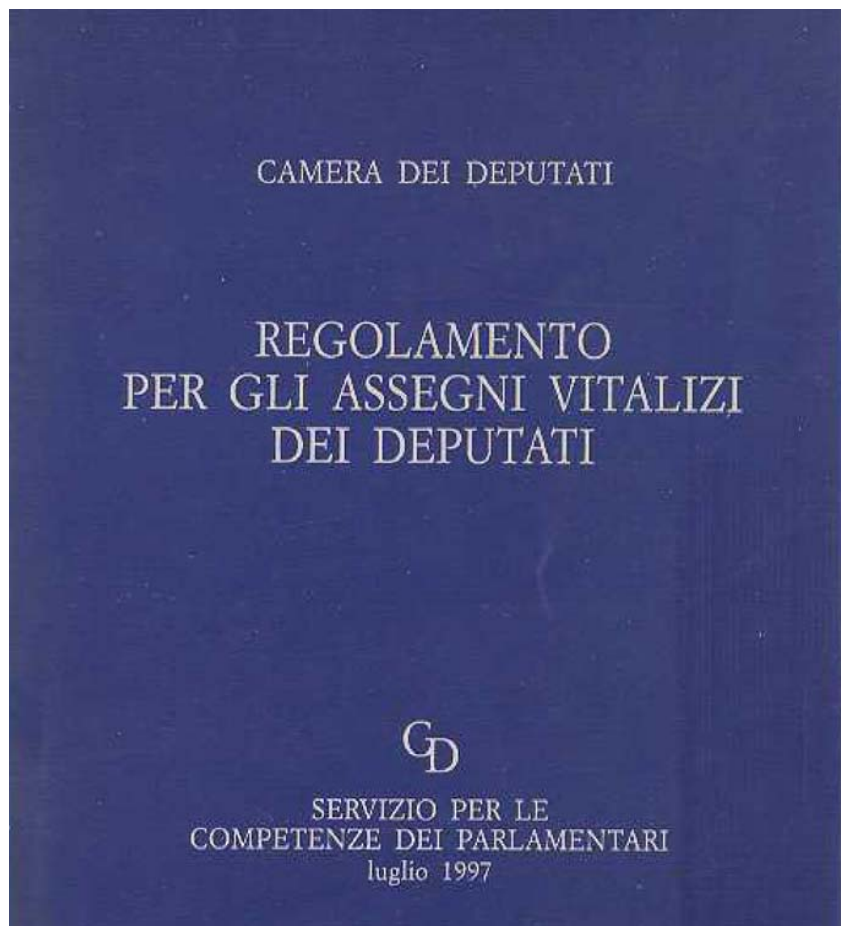 CAMERA DEI DEPUTATI
REGOLAMENTO
PER GLI ASSEGNI VITALIZI
DEI DEPUTATI
CD
SERVIZIO PER LE
COMPETENZE DEI PARLAMENTARI
luglio 1997